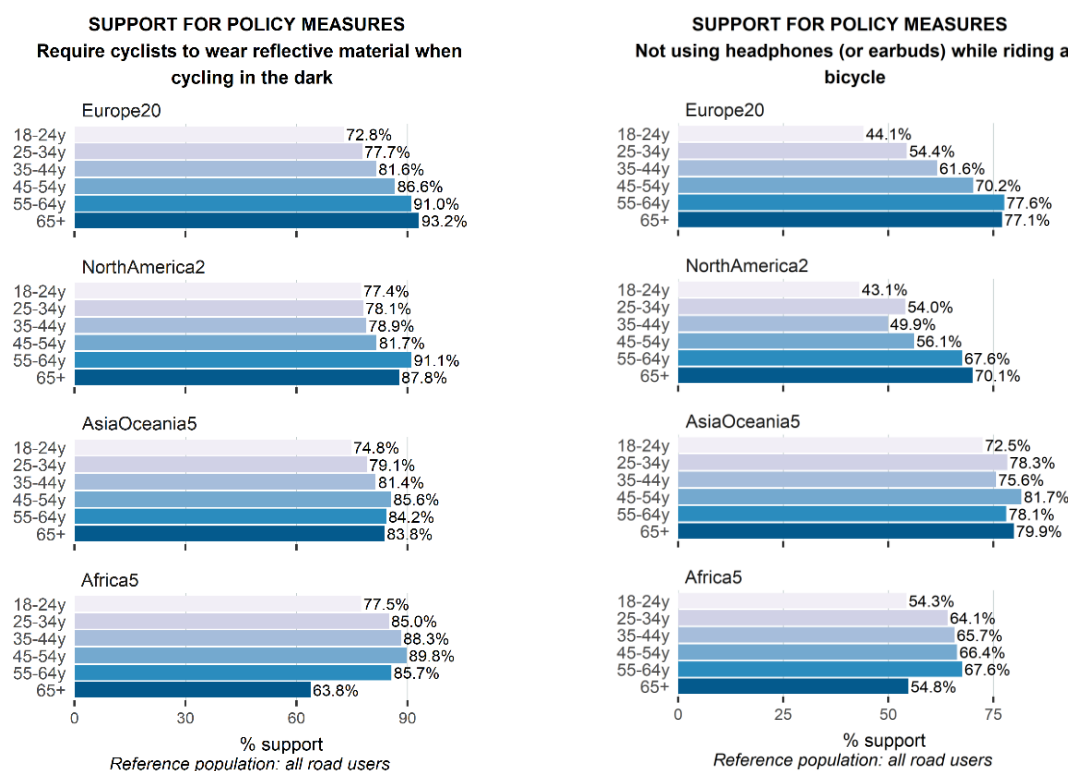 SUPPORT FOR POLICY MEASURES
Require cyclists to wear reflective material when
cycling in the dark
Europe20
18-24y 72.8%
25-34y 77.7%
35-44y 81.6%
45-54y 86.6%
55-64y 91.0%
65+ 93.2%
NorthAmerica2
18-24y 77.4%
25-34y 78.1%
35-44y 78.9%
45-54y 81.7%
55-64y 91.1%
65+ 87.8%
AsiaOceania5
18-24y 74.8%
25-34y 79.1%
35-44y 81.4%
45-54y 85.6%
55-64y 84.2%
65+ 83.8%
Africa5
18-24y 77.5%
25-34y 85.0%
35-44y 88.3%
45-54y 89.8%
55-64y 85.7%
65+ 63.8%
0 30 60 90
% support
Reference population: all road users
SUPPORT FOR POLICY MEASURES
Not using headphones (or earbuds) while riding a
bicycle
Europe20
18-24y 44.1%
25-34y 54.4%
35-44y 61.6%
45-54y 70.2%
55-64y 77.6%
65+ 77.1%
NorthAmerica2
18-24y 43.1%
25-34y 54.0%
35-44y 49.9%
45-54y 56.1%
55-64y 67.6%
65+ 70.1%
AsiaOceania5
18-24y 72.5%
25-34y 78.3%
35-44y 75.6%
45-54y 81.7%
55-64y 78.1%
65+ 79.9%
Africa5
18-24y 54.3%
25-34y 64.1%
35-44y 65.7%
45-54y 66.4%
55-64y 67.6%
65+ 54.8%
0 25 50 75
% support
Reference population: all road users